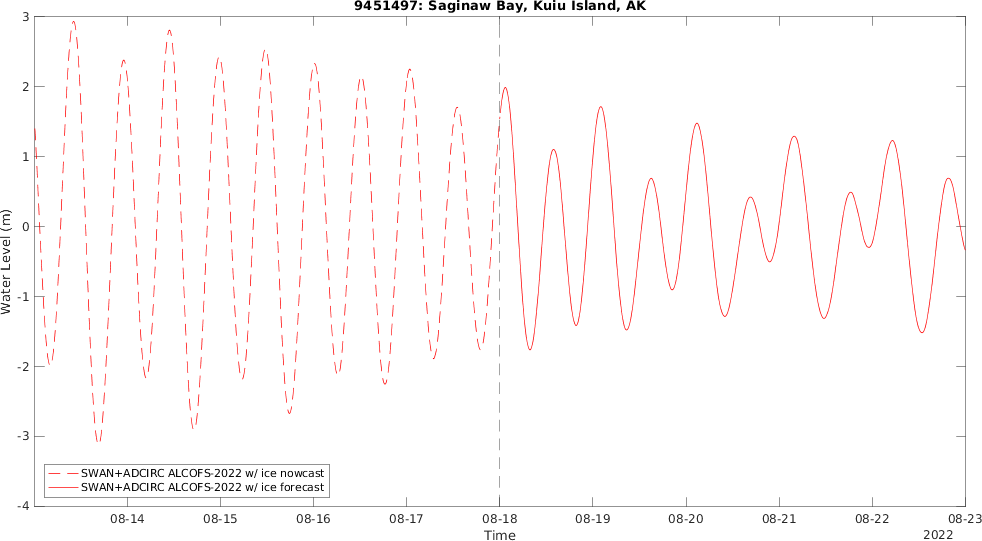 9451497: Saginaw Bay, Kuiu Island, AK
Water Level (m)
3
2
1
0
-1
-2
-3
-4
SWAN+ADCIRC ALCOFS-2022 w/ ice nowcast
SWAN+ADCIRC ALCOFS-2022 w/ ice forecast
08-14 08-15 08-16 08-17 08-18 08-19 08-20 08-21 08-22 08-23
Time
2022